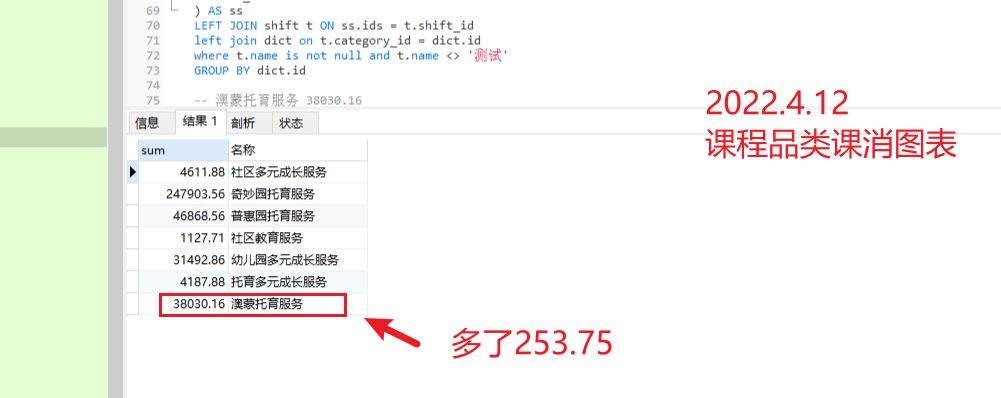 69 ) AS ss
70 LEFT JOIN shift t ON ss.ids = t.shift_id
71 left join dict on t.category_id = dict.id
72 where t.name is not null and t.name <> '测试'
73 GROUP BY dict.id
74
75 -- 澳蒙托育服务 38030.16
2022.4.12
课程品类课消图表
信息 结果 1 剖析 状态
sum 名称
4611.88 社区多元成长服务
247903.56 奇妙园托育服务
46868.56 普惠园托育服务
1127.71 社区教育服务
31492.86 幼儿园多元成长服务
4187.88 托育多元成长服务
38030.16 澳蒙托育服务
多了253.75